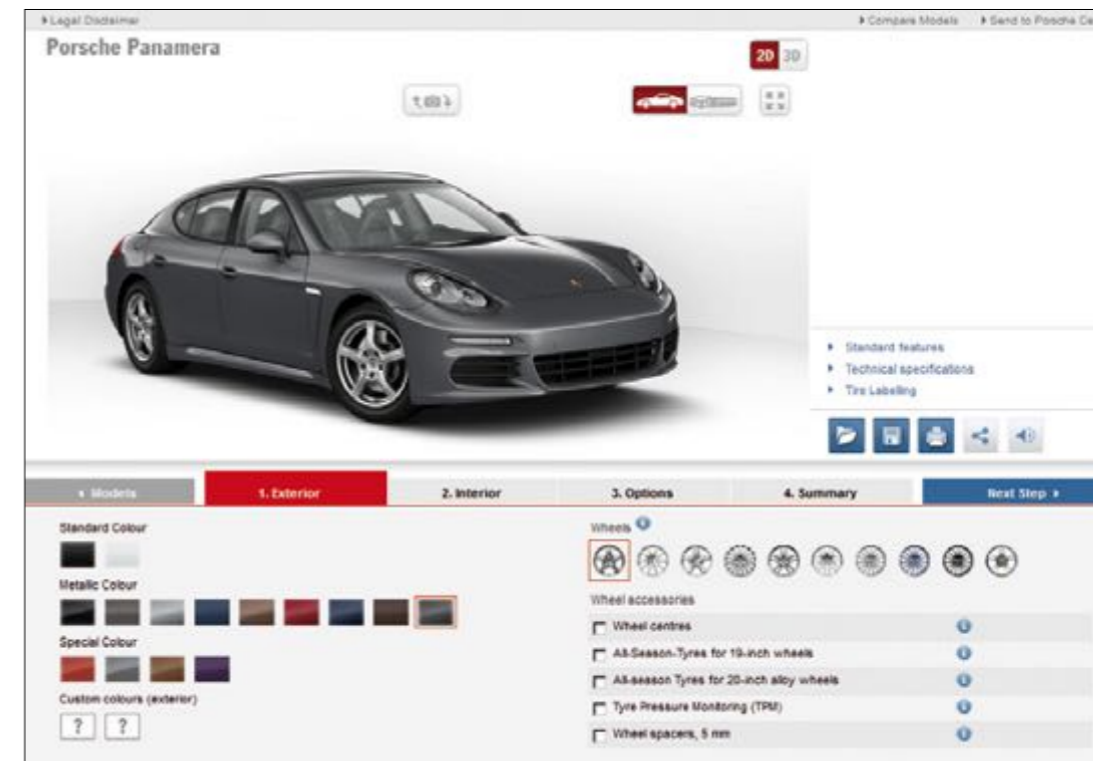 Legal Disclaimer
Compare Models
Send to Porsche Ce
Porsche Panamera
2D 3D
Standard features
Technical specifications
Tire Labelling
Models
1. Exterior
2. Interior
3. Options
4. Summary
Next Step
Standard Colour
Metallic Colour
Special Colour
Custom colours (exterior)
? ?
Wheels i
Wheel accessories
Wheel centres
All-Season-Tyres for 19-inch wheels
All-season Tyres for 20-inch alloy wheels
Tyre Pressure Monitoring (TPM)
Wheel spacers, 5 mm